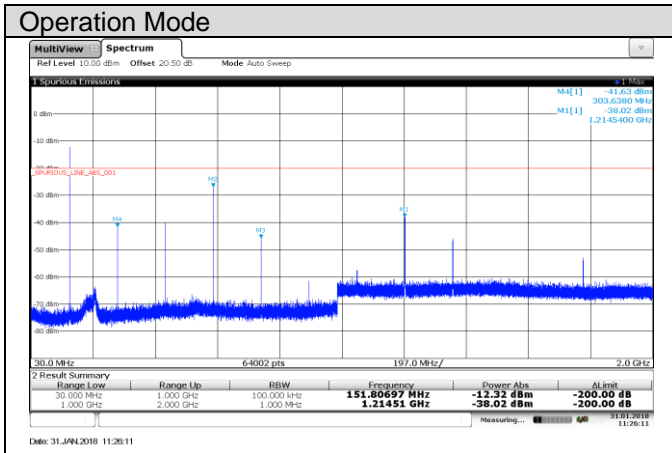 Operation Mode
MultiView Spectrum
Ref Level 10.00 dBm Offset 20.50 dB Mode Auto Sweep
1 Spurious Emissions 1 Max
M4[1] -41.63 dBm
303.6380 MHz
M1[1] -38.02 dBm
1.2145400 GHz
0 dBm
-10 dBm
-20 dBm
_SPURIOUS_LINE_ABS_001
M2
-30 dBm
M4
M1
-40 dBm
M3
-50 dBm
-60 dBm
-70 dBm
-80 dBm
30.0 MHz 64002 pts 197.0 MHz/ 2.0 GHz
2 Result Summary
Range Low Range Up RBW Frequency Power Abs ΔLimit
30.000 MHz 1.000 GHz 100.000 kHz 151.80697 MHz -12.32 dBm -200.00 dB
1.000 GHz 2.000 GHz 1.000 MHz 1.21451 GHz -38.02 dBm -200.00 dB
Measuring... 31.01.2018
11:26:11
Date: 31.JAN.2018 11:26:11